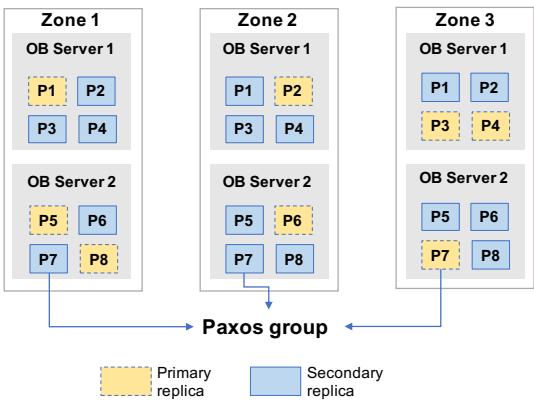 Zone 1
OB Server 1
P1 P2
P3 P4
OB Server 2
P5 P6
P7 P8
Zone 2
OB Server 1
P1 P2
P3 P4
OB Server 2
P5 P6
P7 P8
Zone 3
OB Server 1
P1 P2
P3 P4
OB Server 2
P5 P6
P7 P8
Paxos group
Primary
replica
Secondary
replica